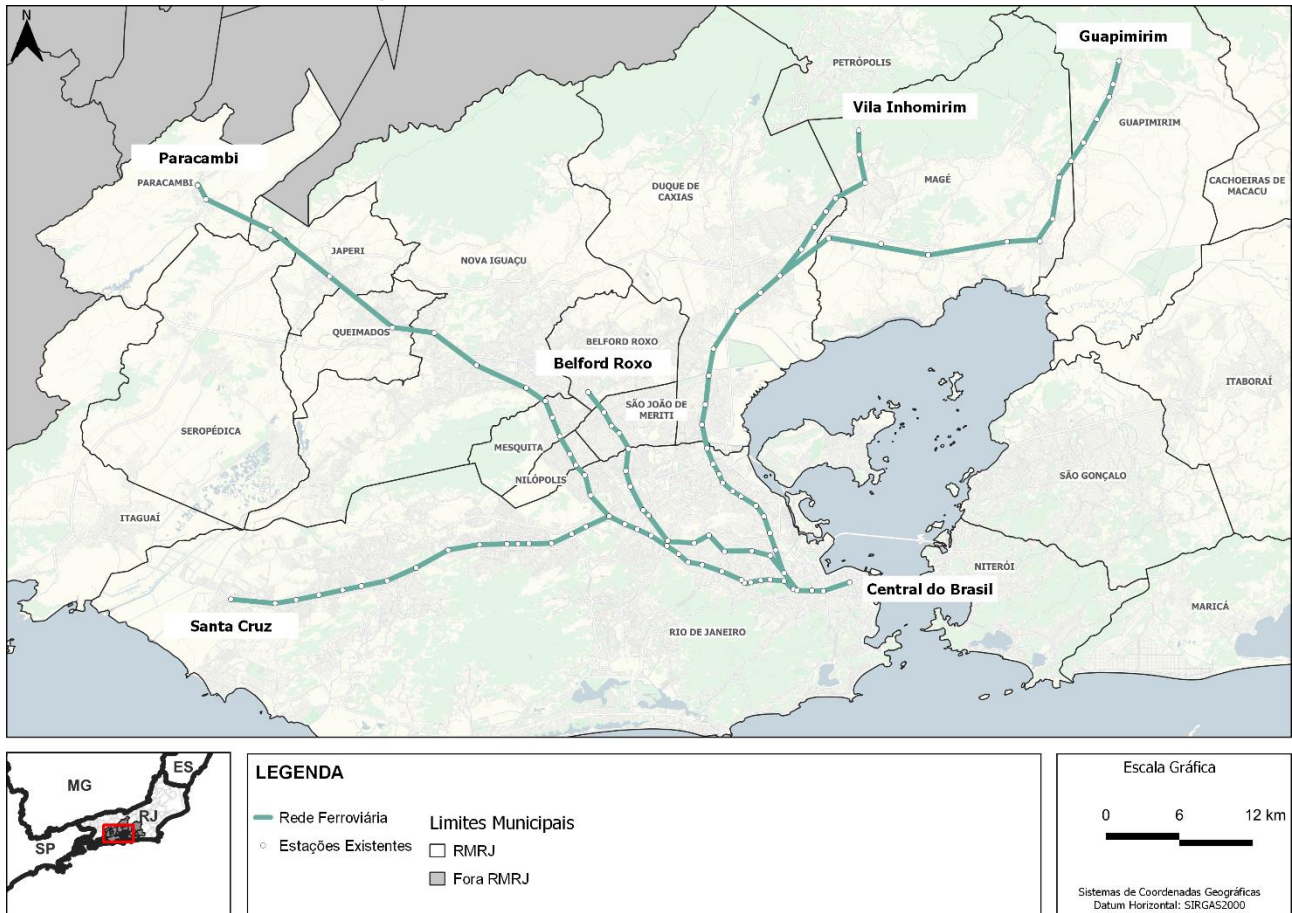 N
Guapimirim
PETRÓPOLIS
Vila Inhomirim
GUAPIMIRIM
Paracambi
PARACAMBI
DUQUE DE
CAXIAS
MAGÉ
CACHOEIRAS DE
MACACU
JAPERI
NOVA IGUAÇU
QUEIMADOS
BELFORD ROXO
Belford Roxo
ITABORAÍ
SÃO JOÃO DE
MERITI
SEROPÉDICA
MESQUITA
NILÓPOLIS
SÃO GONÇALO
ITAGUAÍ
NITERÓI
Central do Brasil
MARICÁ
Santa Cruz
RIO DE JANEIRO
MG
ES
RJ
SP
LEGENDA
Rede Ferroviária
Estações Existentes
Limites Municipais
RMRJ
Fora RMRJ
Escala Gráfica
0 6 12 km
Sistemas de Coordenadas Geográficas
Datum Horizontal: SIRGAS2000